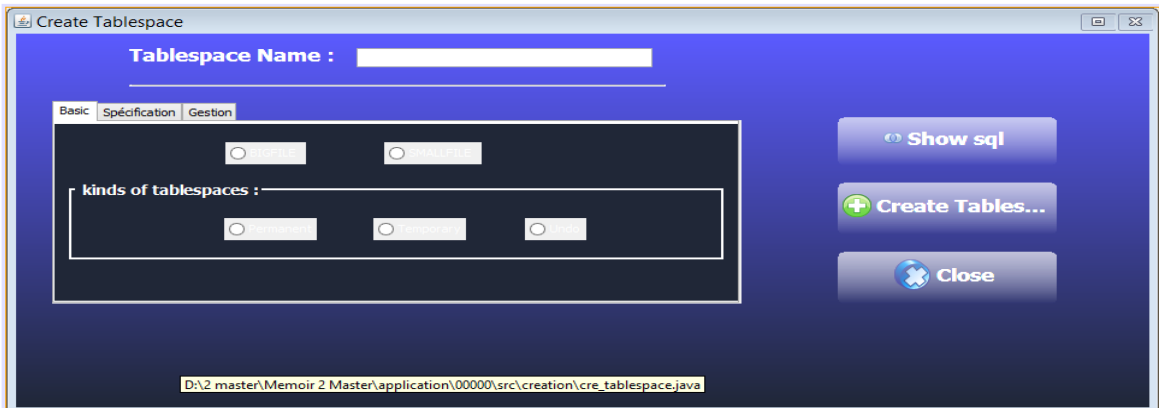 Create Tablespace
Tablespace Name :
Basic Spécification Gestion
BIGFILE SMALLFILE
kinds of tablespaces :
Permanent Temporary Undo
Show sql
Create Tables...
Close
D:\2 master\Memoir 2 Master\application\00000\src\creation\cre_tablespace.java